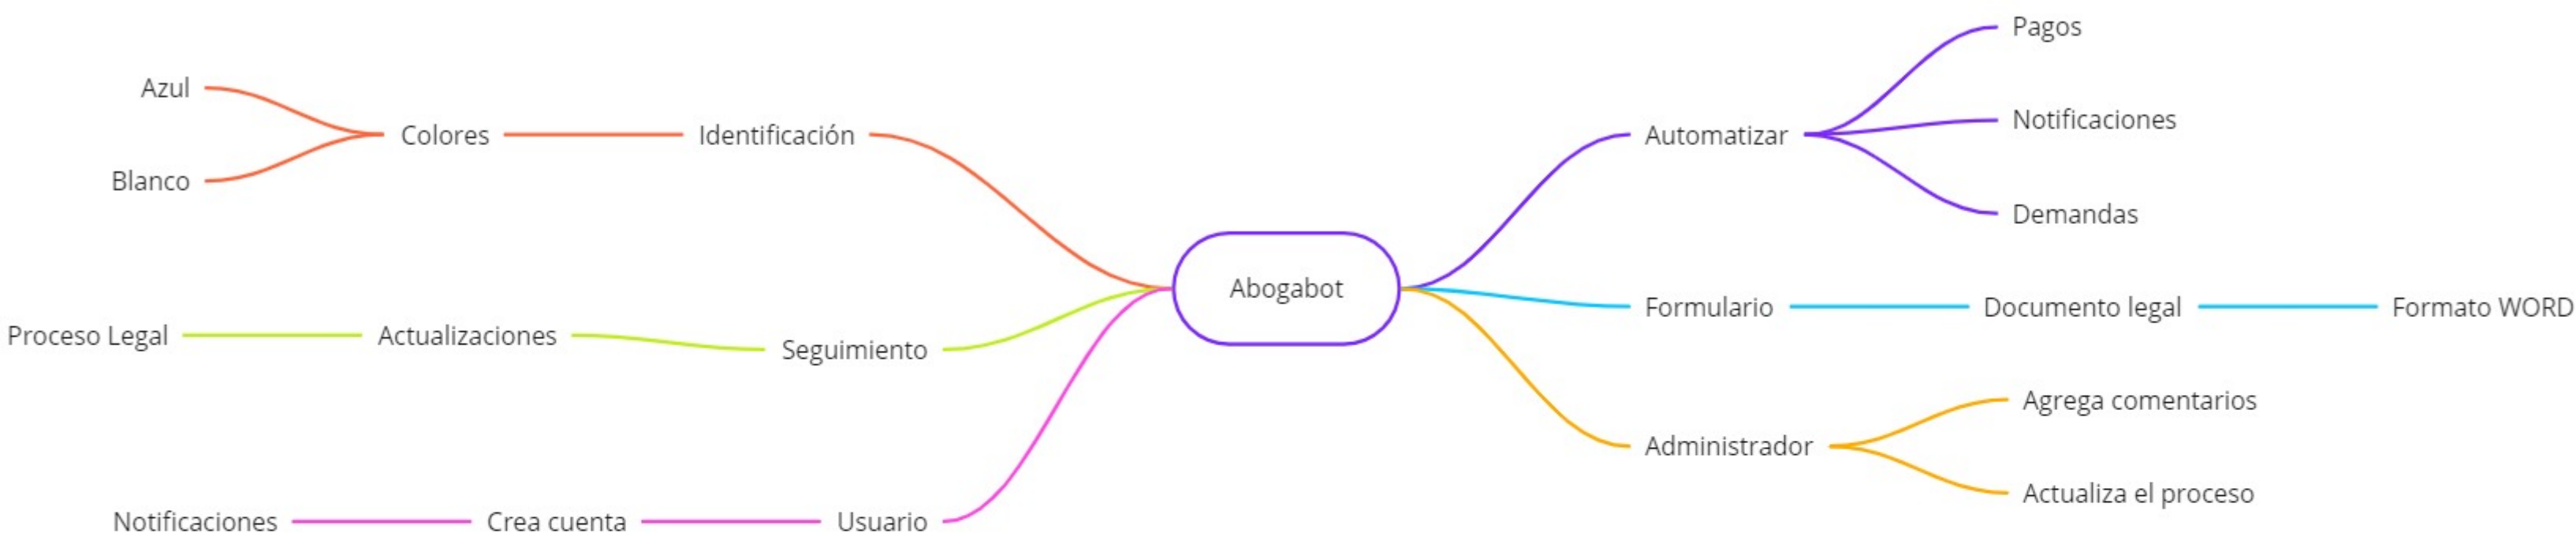 Pagos
Azul
Notificaciones
Colores
Identificación
Automatizar
Blanco
Demandas
Abogabot
Formulario
Documento legal
Formato WORD
Proceso Legal
Actualizaciones
Seguimiento
Agrega comentarios
Administrador
Actualiza el proceso
Notificaciones
Crea cuenta
Usuario